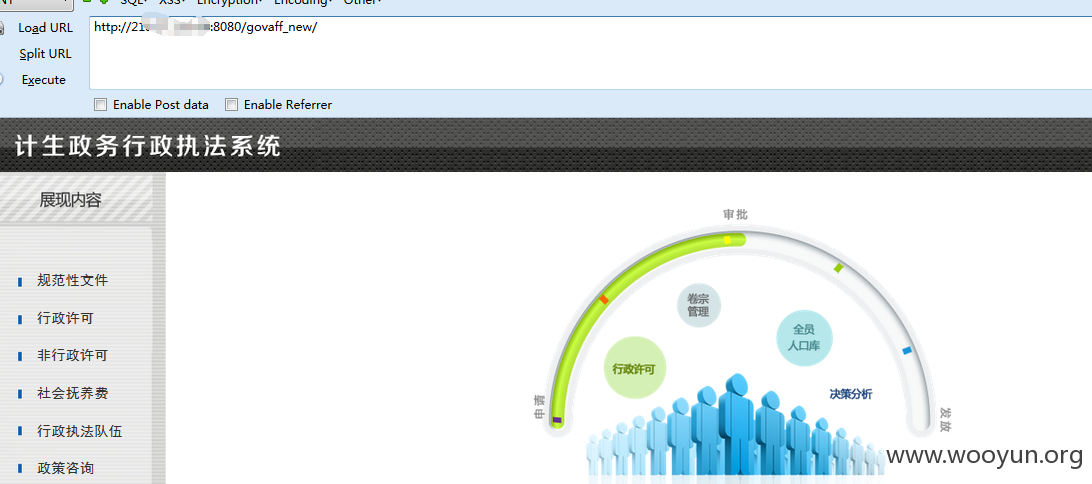 SQL XSS Encryption Encoding Other
Load URL
http://21
:8080/govaff_new/
Split URL
Execute
Enable Post data Enable Referrer
计生政务行政执法系统
展现内容
规范性文件
行政许可
非行政许可
社会抚养费
行政执法队伍
政策咨询
审批
卷宗
管理
全员
人口库
行政许可
决策分析
申请
发放
www.wooyun.org